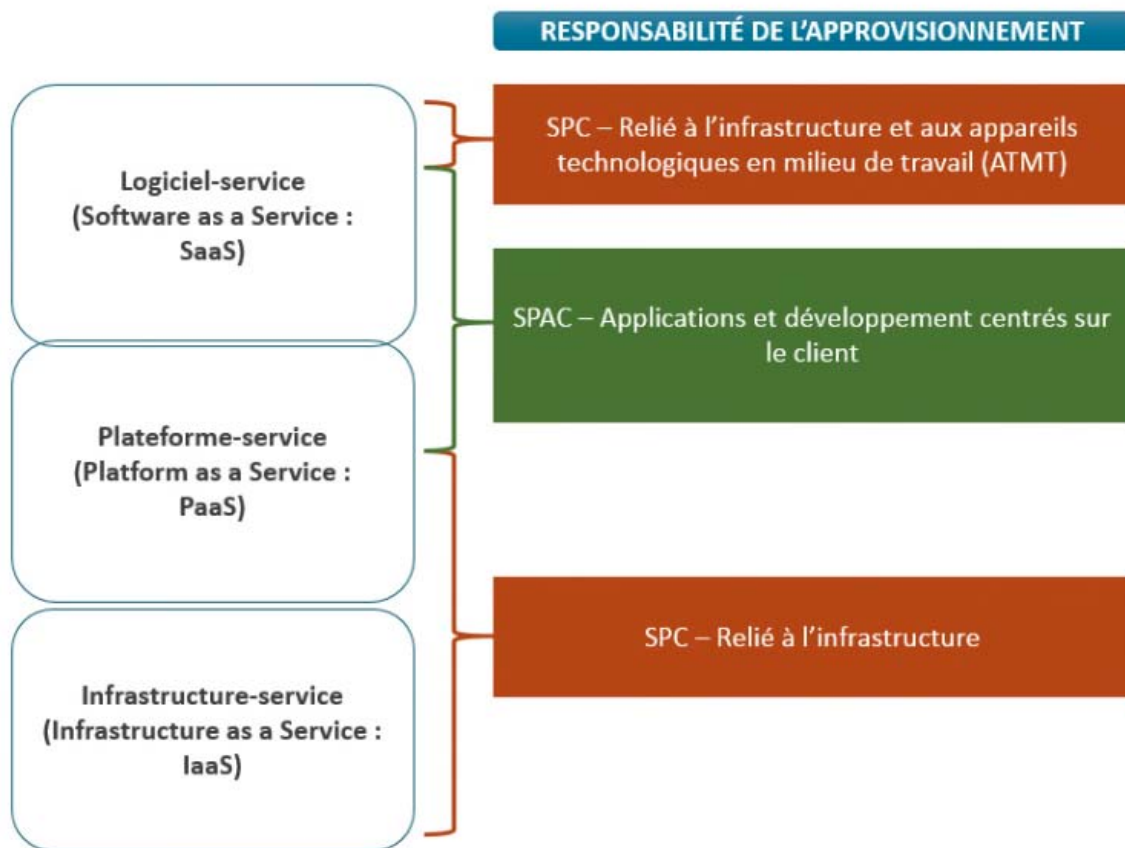 RESPONSABILITÉ DE L’APPROVISIONNEMENT
Logiciel-service
(Software as a Service :
SaaS)
SPC – Relié à l’infrastructure et aux appareils
technologiques en milieu de travail (ATMT)
SPAC – Applications et développement centrés sur
le client
Plateforme-service
(Platform as a Service :
PaaS)
SPC – Relié à l’infrastructure
Infrastructure-service
(Infrastructure as a Service :
IaaS)